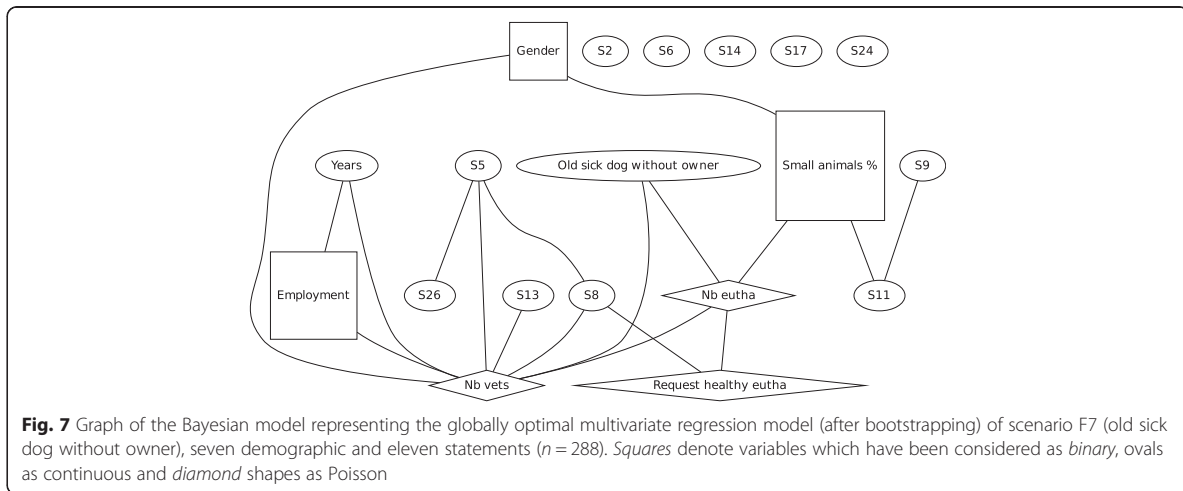 Gender S2 S6 S14 S17 S24
Years S5 Old sick dog without owner Small animals % S9
Employment S26 S13 S8 Nb eutha S11
Nb vets Request healthy eutha
Fig. 7 Graph of the Bayesian model representing the globally optimal multivariate regression model (after bootstrapping) of scenario F7 (old sick
dog without owner), seven demographic and eleven statements (n = 288). Squares denote variables which have been considered as binary, ovals
as continuous and diamond shapes as Poisson